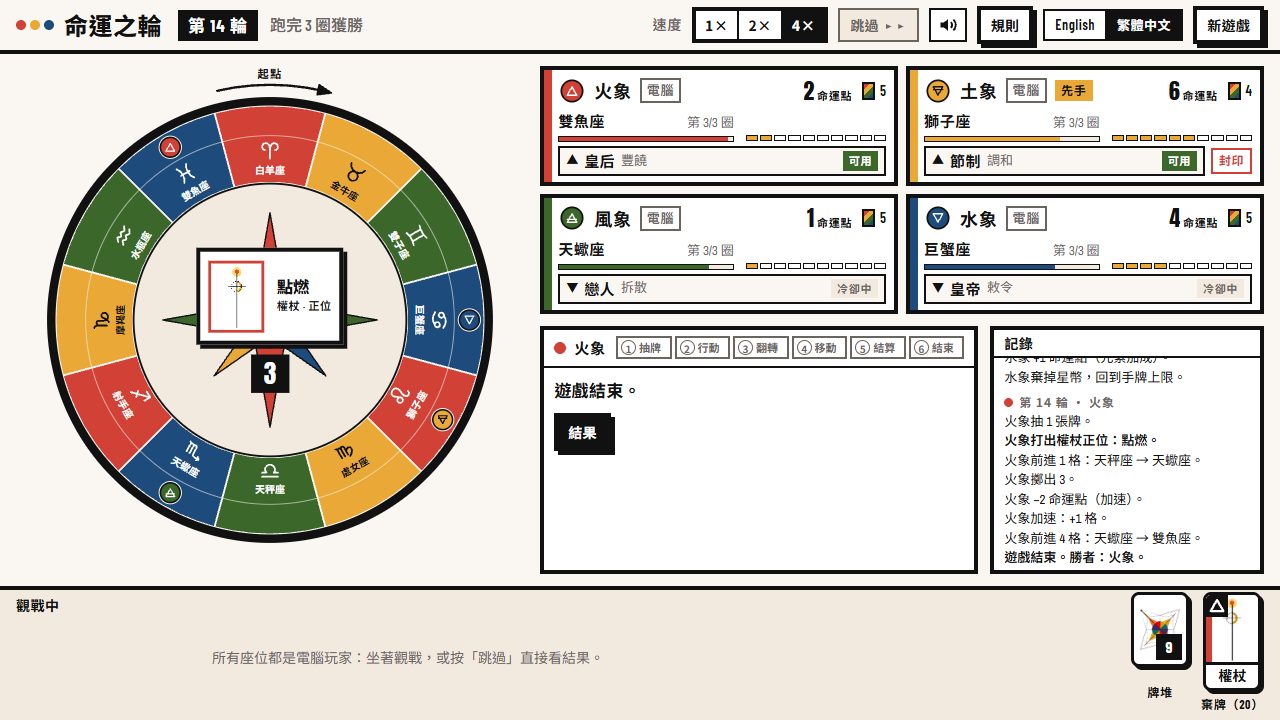 命運之輪 第 14 輪 跑完 3 圈獲勝 速度 1× 2× 4× 跳過 ▸▸ 規則 English 繁體中文 新遊戲
起點
白羊座
金牛座
雙子座
巨蟹座
獅子座
處女座
天秤座
天蠍座
射手座
摩羯座
水瓶座
雙魚座
點燃
權杖 · 正位
3
火象 電腦 2 命運點 5
雙魚座 第 3/3 圈
▲ 皇后 豐饒 可用
土象 電腦 先手 6 命運點 4
獅子座 第 3/3 圈
▲ 節制 調和 可用 封印
風象 電腦 1 命運點 5
天蠍座 第 3/3 圈
▼ 戀人 拆散 冷卻中
水象 電腦 4 命運點 5
巨蟹座 第 3/3 圈
▼ 皇帝 敕令 冷卻中
火象 1 抽牌 2 行動 3 翻轉 4 移動 5 結算 6 結束
遊戲結束。
結果
記錄
水象 +1 命運點（元素加成）。
水象棄掉星幣，回到手牌上限。
第 14 輪 · 火象
火象抽 1 張牌。
火象打出權杖正位：點燃。
火象前進 1 格：天秤座 → 天蠍座。
火象擲出 3。
火象 −2 命運點（加速）。
火象加速：+1 格。
火象前進 4 格：天蠍座 → 雙魚座。
遊戲結束。勝者：火象。
觀戰中
所有座位都是電腦玩家：坐著觀戰，或按「跳過」直接看結果。
9
牌堆
權杖
棄牌（20）